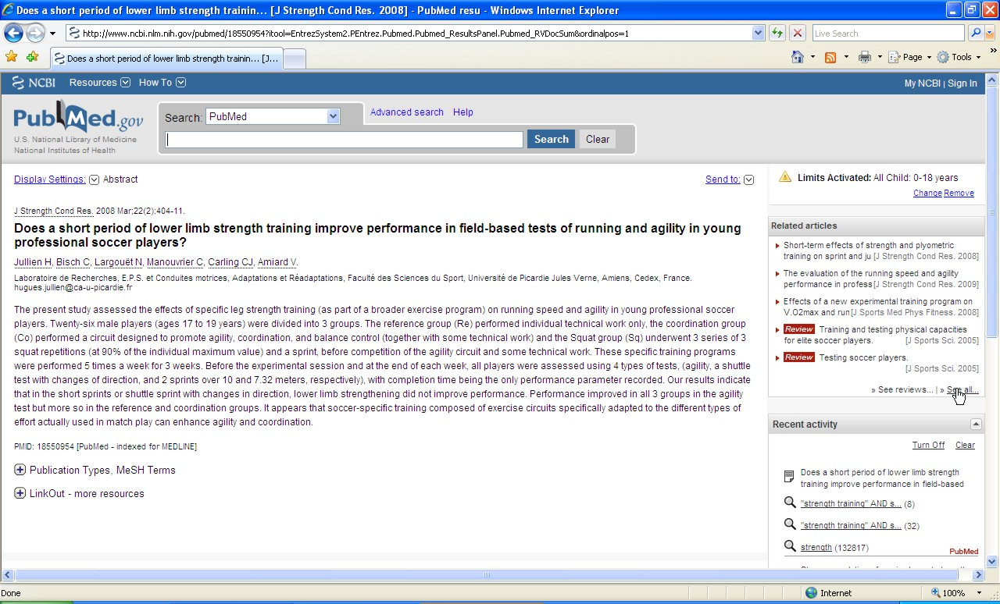 Does a short period of lower limb strength trainin... [J Strength Cond Res. 2008] - PubMed resu - Windows Internet Explorer
http://www.ncbi.nlm.nih.gov/pubmed/18550954?itool=EntrezSystem2.PEntrez.Pubmed.Pubmed_ResultsPanel.Pubmed_RVDocSum&ordinalpos=1
Live Search
Does a short period of lower limb strength trainin... [J...
Page
Tools
NCBI Resources How To
My NCBI | Sign In
PubMed.gov
U.S. National Library of Medicine
National Institutes of Health
Search: PubMed
Advanced search Help
Search Clear
Display Settings: Abstract
Send to:
J Strength Cond Res. 2008 Mar;22(2):404-11.
Does a short period of lower limb strength training improve performance in field-based tests of running and agility in young
professional soccer players?
Jullien H, Bisch C, Largouët N, Manouvrier C, Carling CJ, Amiard V.
Laboratoire de Recherches, E.P.S. et Conduites motrices, Adaptations et Réadaptations, Faculté des Sciences du Sport, Université de Picardie Jules Verne, Amiens, Cedex, France.
hugues.jullien@ca-u-picardie.fr
The present study assessed the effects of specific leg strength training (as part of a broader exercise program) on running speed and agility in young professional soccer
players. Twenty-six male players (ages 17 to 19 years) were divided into 3 groups. The reference group (Re) performed individual technical work only, the coordination group
(Co) performed a circuit designed to promote agility, coordination, and balance control (together with some technical work) and the Squat group (Sq) underwent 3 series of 3
squat repetitions (at 90% of the individual maximum value) and a sprint, before competition of the agility circuit and some technical work. These specific training programs
were performed 5 times a week for 3 weeks. Before the experimental session and at the end of each week, all players were assessed using 4 types of tests, (agility, a shuttle
test with changes of direction, and 2 sprints over 10 and 7.32 meters, respectively), with completion time being the only performance parameter recorded. Our results indicate
that in the short sprints or shuttle sprint with changes in direction, lower limb strengthening did not improve performance. Performance improved in all 3 groups in the agility
test but more so in the reference and coordination groups. It appears that soccer-specific training composed of exercise circuits specifically adapted to the different types of
effort actually used in match play can enhance agility and coordination.
PMID: 18550954 [PubMed - indexed for MEDLINE]
Publication Types, MeSH Terms
LinkOut - more resources
Limits Activated: All Child: 0-18 years
Change Remove
Related articles
Short-term effects of strength and plyometric
training on sprint and ju [J Strength Cond Res. 2008]
The evaluation of the running speed and agility
performance in profess [J Strength Cond Res. 2009]
Effects of a new experimental training program on
V.O2max and run [J Sports Med Phys Fitness. 2008]
Review Training and testing physical capacities
for elite soccer players. [J Sports Sci. 2005]
Review Testing soccer players.
[J Sports Sci. 2005]
» See reviews... | » See all...
Recent activity
Turn Off Clear
Does a short period of lower limb strength
training improve performance in field-based
"strength training" AND s... (8)
"strength training" AND s... (32)
strength (132817)
PubMed
Done
Internet
100%